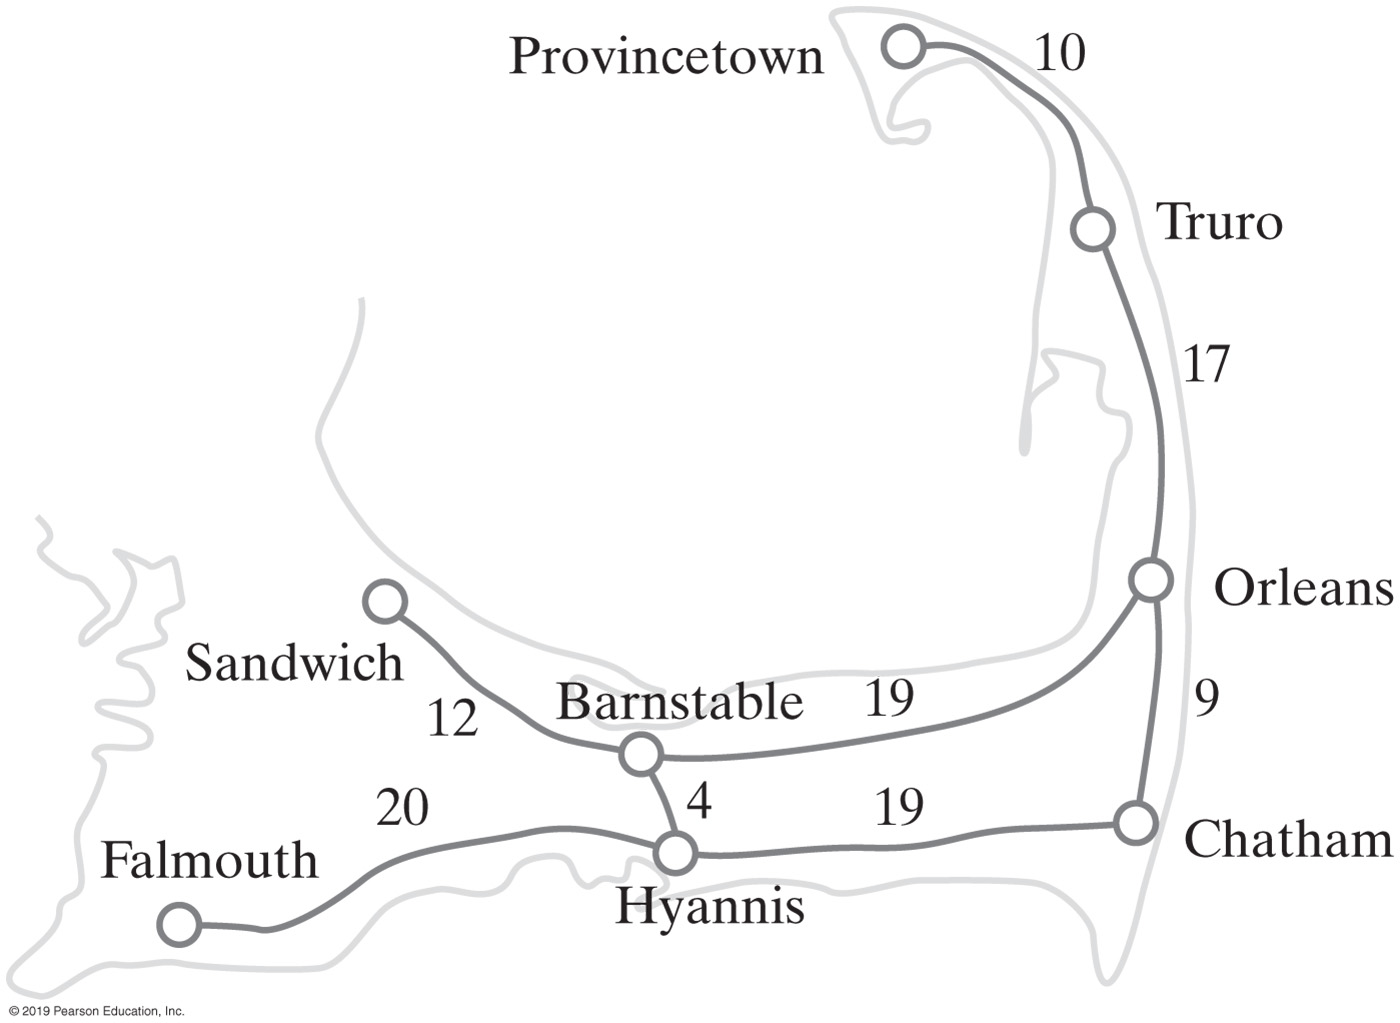 Provincetown
10
Truro
17
Orleans
Sandwich
12
Barnstable
19
9
20
4
19
Falmouth
Hyannis
Chatham
© 2019 Pearson Education, Inc.